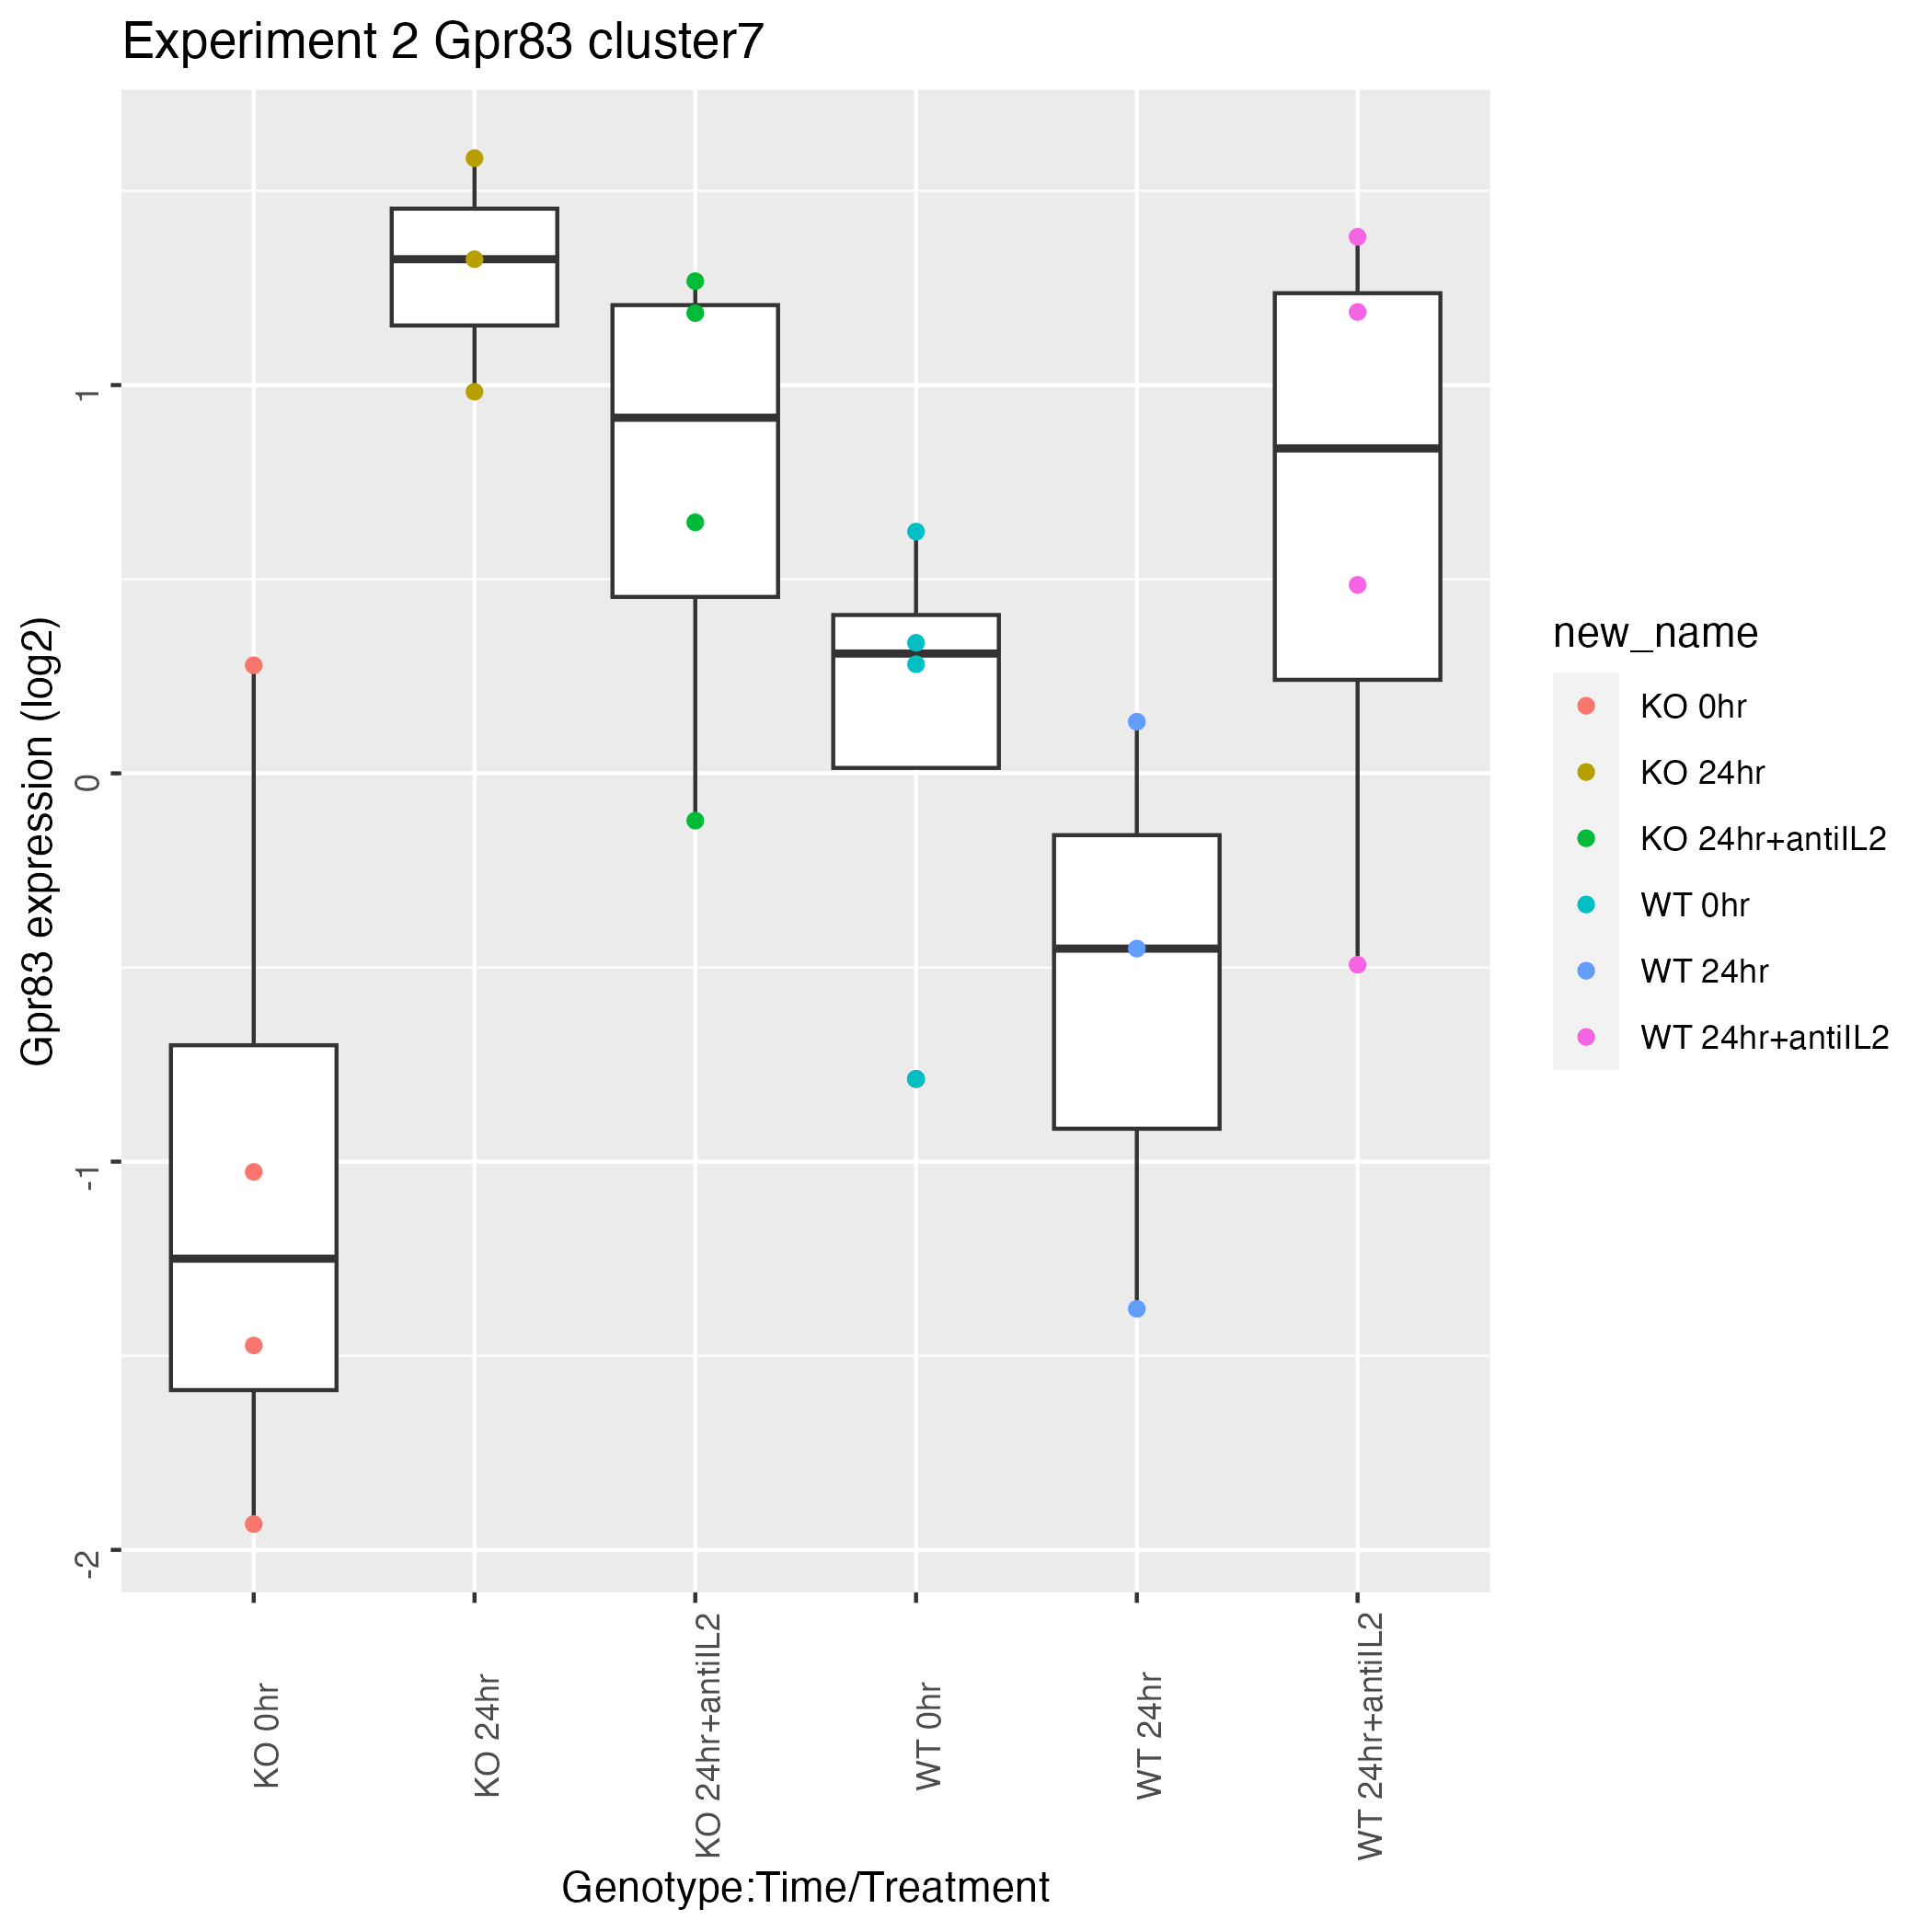 Experiment 2 Gpr83 cluster7
Gpr83 expression (log2)
1
0
-1
-2
KO 0hr
KO 24hr
KO 24hr+antiIL2
WT 0hr
WT 24hr
WT 24hr+antiIL2
Genotype:Time/Treatment
new_name
KO 0hr
KO 24hr
KO 24hr+antiIL2
WT 0hr
WT 24hr
WT 24hr+antiIL2